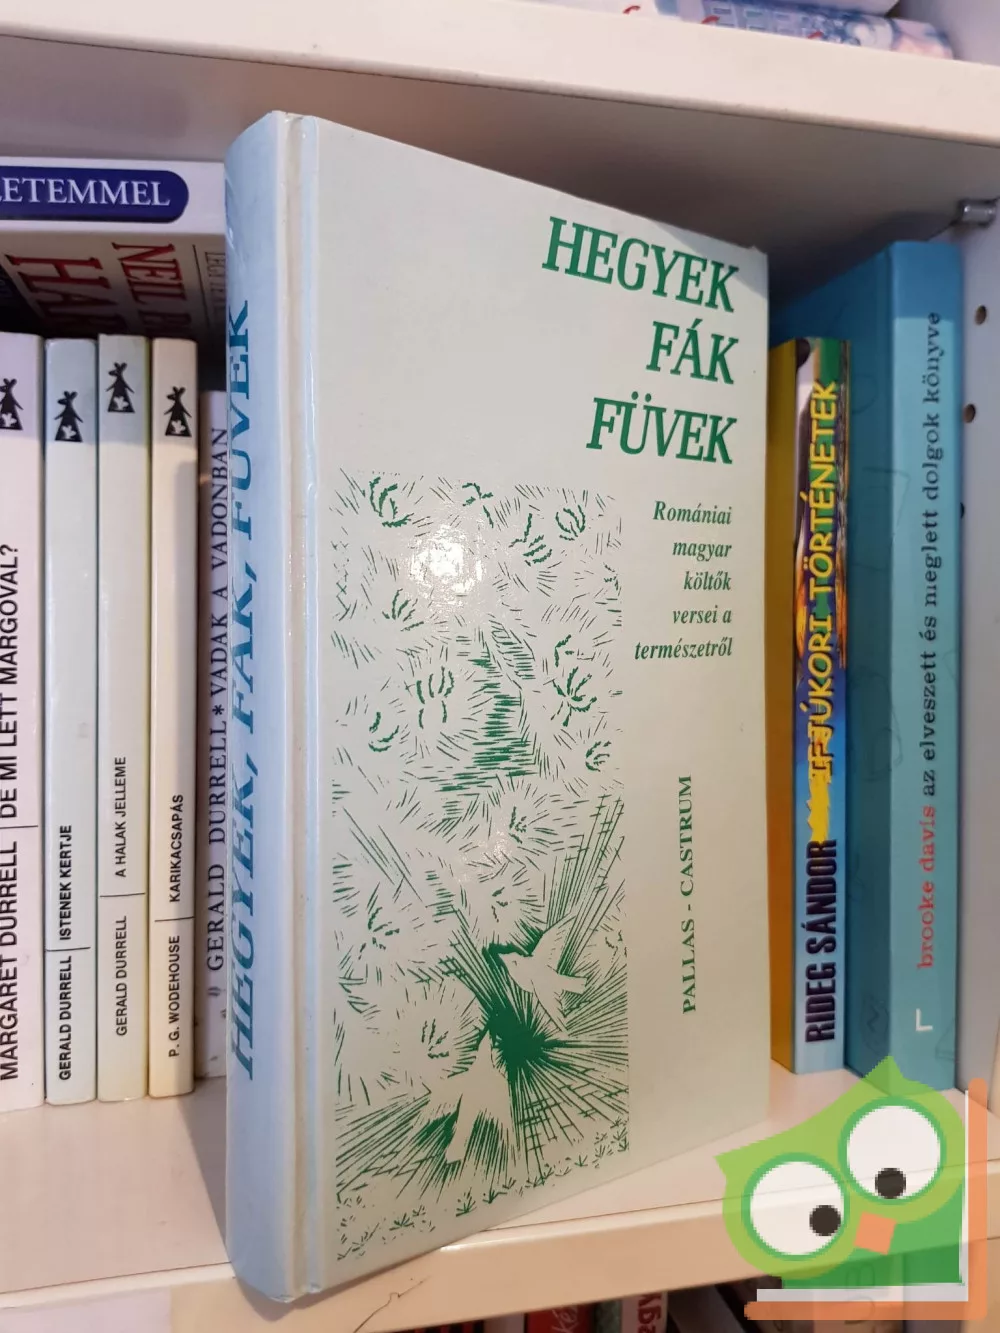 HEGYEK
FÁK
FÜVEK
Romániai
magyar
költők
versei a
természetről
PALLAS - CASTRUM
HEGYEK, FÁK, FÜVEK
ETEMMEL
NEIL
MARGARET DURRELL DE MI LETT MARGOVAL?
GERALD DURRELL ISTENEK KERTJE
GERALD DURRELL A HALAK JELLEME
P. G. WODEHOUSE KARIKACSAPÁS
GERALD DURRELL * VADAK A VADONBAN
RIDEG SÁNDOR IFJÚKORI TÖRTÉNETEK
brooke davis az elveszett és meglett dolgok könyve